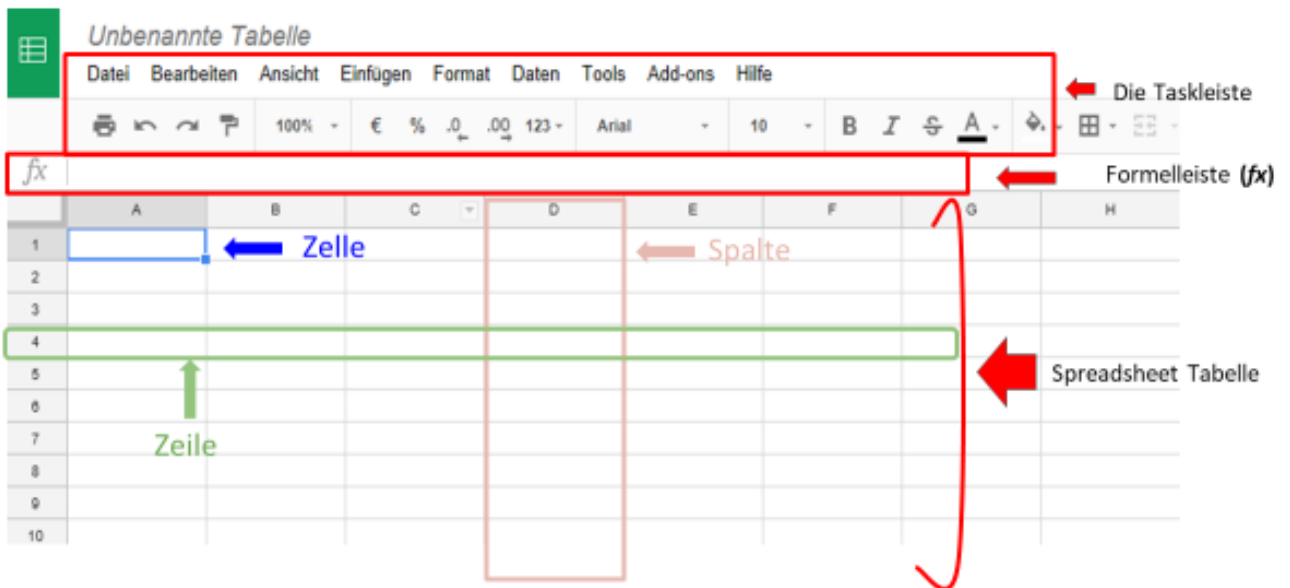 Unbenannte Tabelle
Datei Bearbeiten Ansicht Einfügen Format Daten Tools Add-ons Hilfe
Die Taskleiste
100% € % .0 .00 123 Arial 10 B I S A
fx
Formelleiste (fx)
A B C D E F G H
1
Zelle
Spalte
2
3
4
5
Spreadsheet Tabelle
6
7
Zeile
8
9
10